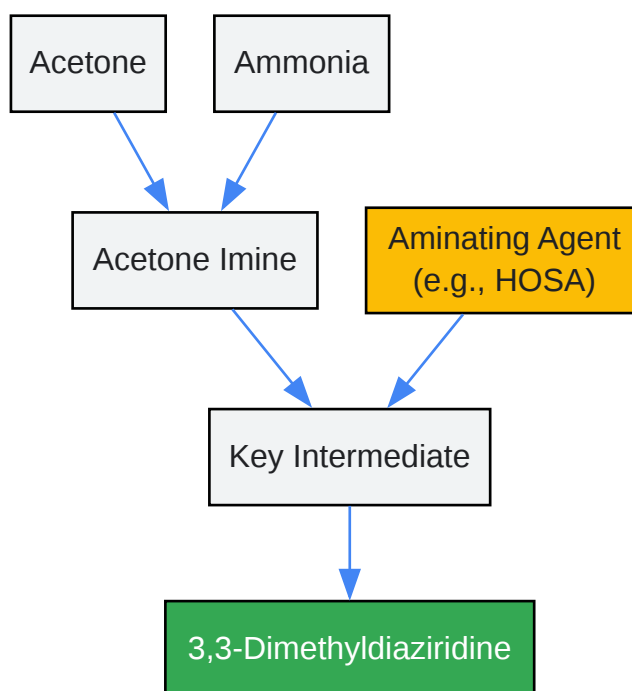 Acetone
Ammonia
Acetone Imine
Aminating Agent
(e.g., HOSA)
Key Intermediate
3,3-Dimethyldiaziridine